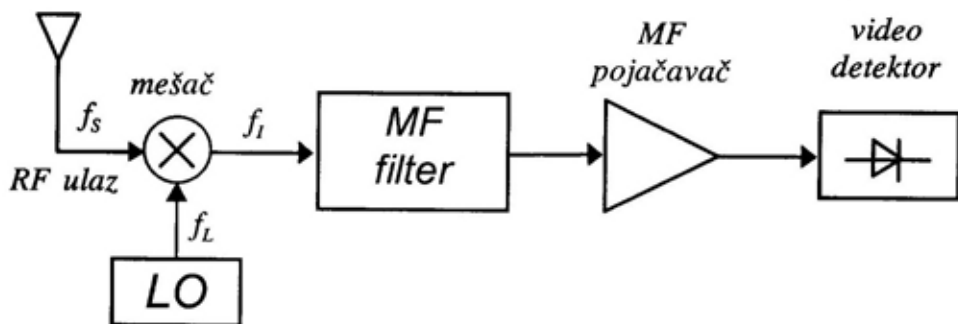 MF
pojačavač
video
detektor
mešač
f_S
f_I
RF ulaz
MF
filter
f_L
LO